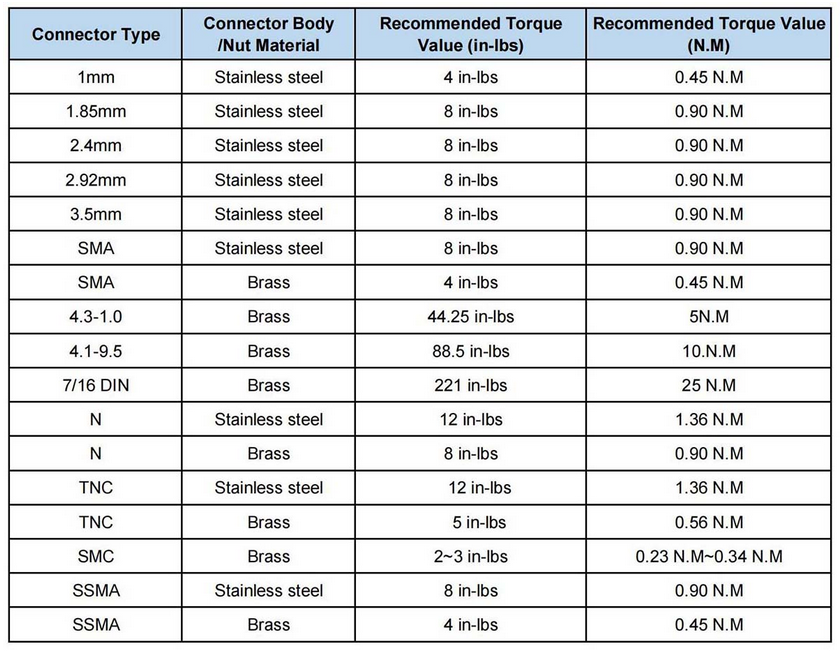 Connector Type Connector Body /Nut Material Recommended Torque Value (in-lbs) Recommended Torque Value (N.M)
1mm Stainless steel 4 in-lbs 0.45 N.M
1.85mm Stainless steel 8 in-lbs 0.90 N.M
2.4mm Stainless steel 8 in-lbs 0.90 N.M
2.92mm Stainless steel 8 in-lbs 0.90 N.M
3.5mm Stainless steel 8 in-lbs 0.90 N.M
SMA Stainless steel 8 in-lbs 0.90 N.M
SMA Brass 4 in-lbs 0.45 N.M
4.3-1.0 Brass 44.25 in-lbs 5N.M
4.1-9.5 Brass 88.5 in-lbs 10.N.M
7/16 DIN Brass 221 in-lbs 25 N.M
N Stainless steel 12 in-lbs 1.36 N.M
N Brass 8 in-lbs 0.90 N.M
TNC Stainless steel 12 in-lbs 1.36 N.M
TNC Brass 5 in-lbs 0.56 N.M
SMC Brass 2~3 in-lbs 0.23 N.M~0.34 N.M
SSMA Stainless steel 8 in-lbs 0.90 N.M
SSMA Brass 4 in-lbs 0.45 N.M